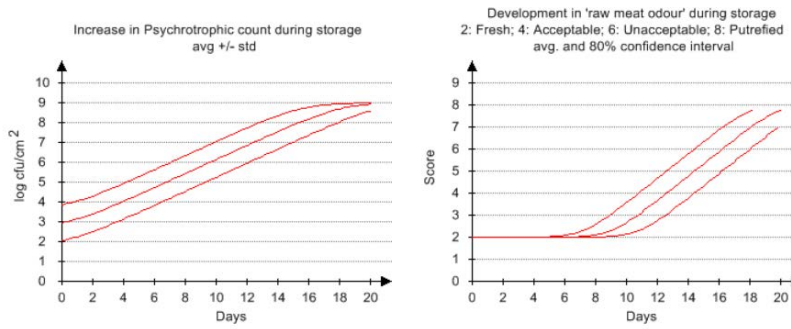 Increase in Psychrotrophic count during storage
avg +/- std
10
9
8
7
6
5
4
3
2
1
0
log cfu/cm²
0 2 4 6 8 10 12 14 16 18 20
Days
Development in 'raw meat odour' during storage
2: Fresh; 4: Acceptable; 6: Unacceptable; 8: Putrefied
avg. and 80% confidence interval
9
8
7
6
5
4
3
2
1
0
Score
0 2 4 6 8 10 12 14 16 18 20
Days